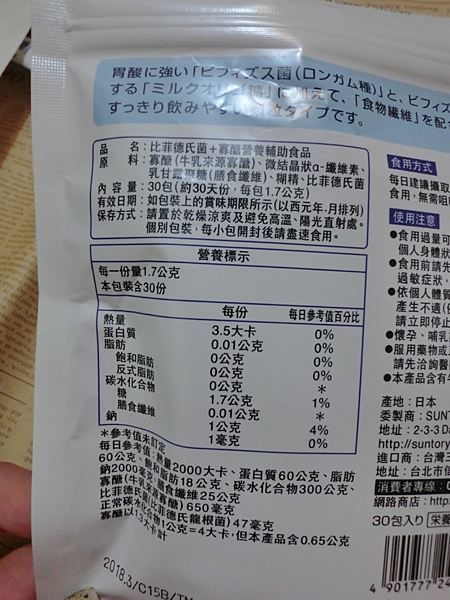 胃酸に強い「ビフィズス菌(ロンガム種)」と、ビフィズ
する「ミルクオリゴ糖」に加えて、「食物繊維」を配
すっきり飲みやすい顆粒タイプです。
品 名:比菲德氏菌+寡醣營養輔助食品
原 料:寡醣(牛乳來源寡醣)、微结晶狀α-纖維素、
乳甘露聚糖(膳食纖維)、糊精、比菲德氏菌
內 容 量:30包(約30天份,每包1.7公克)
有效日期:如包裝上的賞味期限所示(以西元年.月排列)
保存方式:請置於乾燥涼爽及避免高溫、陽光直射處。
個別包裝,每小包開封後請盡速食用。
營養標示
每一份量1.7公克
本包裝含30份
每份 每日參考值百分比
熱量 3.5大卡 0%
蛋白質 0.01公克 0%
脂肪 0公克 0%
飽和脂肪 0公克 0%
反式脂肪 0公克 *
碳水化合物 1.7公克 1%
糖 0.01公克 *
膳食纖維 1公克 4%
鈉 1毫克 0%
*參考值未訂定
每日參考值:熱量2000大卡、蛋白質60公克、脂肪
60公克、飽和脂肪18公克、碳水化合物300公克、
鈉2000毫克、膳食纖維25公克
寡醣(牛乳來源寡醣)650毫克
比菲德氏菌(比菲德氏龍根菌)47毫克
正常碳水化合物1公克=4大卡,但本產品含0.65公克
寡醣以1.3大卡計
2018.3/C15B/TM
食用方式
每日建議攝取
食用,無需咀
使用注意
●食用過量可
個人身體狀
●食用前請先
過敏症狀,
●依個人體質
產生不適(
請立即停止
●懷孕、哺乳
●服用藥物或
請先洽詢醫
●本產品含有牛
產地:日本
委製商:SUNT
地址:2-3-3 Da
http://suntory
進口商:台灣三
地址:台北市信
消費者專線:0
網路商店:http
30包入り 栄養
4 901777 24